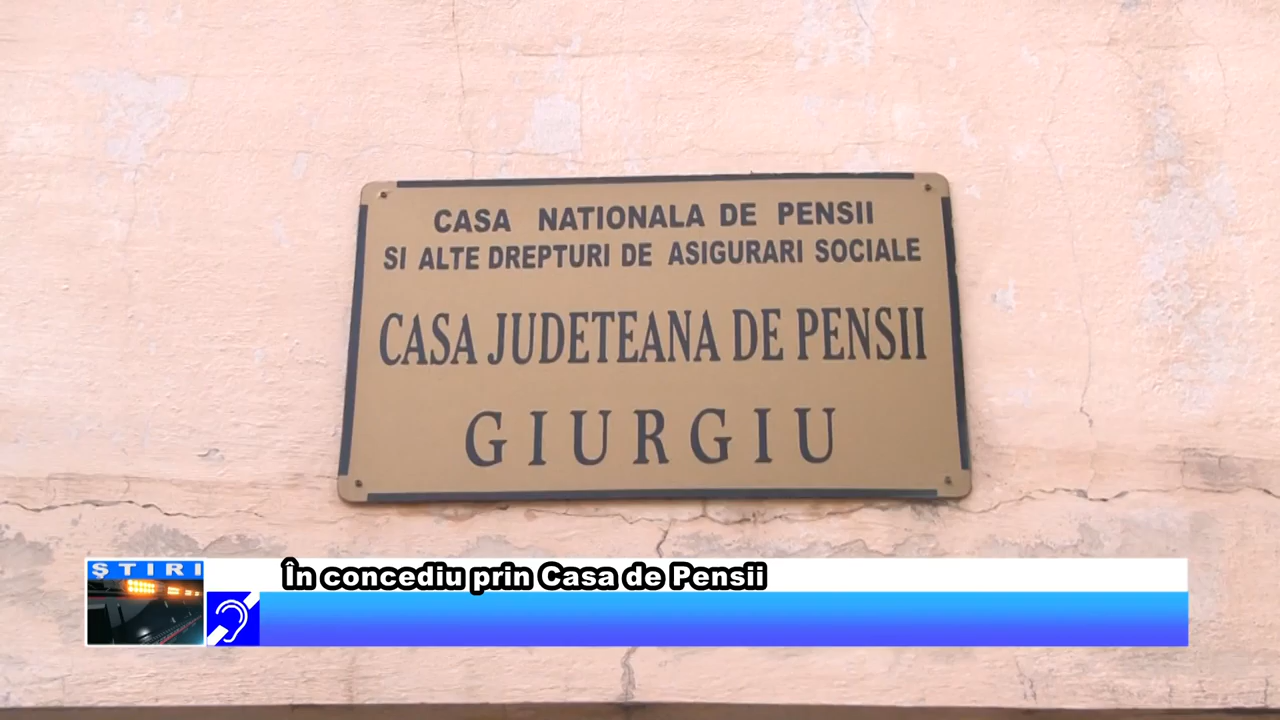 CASA NATIONALA DE PENSII
SI ALTE DREPTURI DE ASIGURARI SOCIALE
CASA JUDETEANA DE PENSII
GIURGIU
ŞTIRI
În concediu prin Casa de Pensii